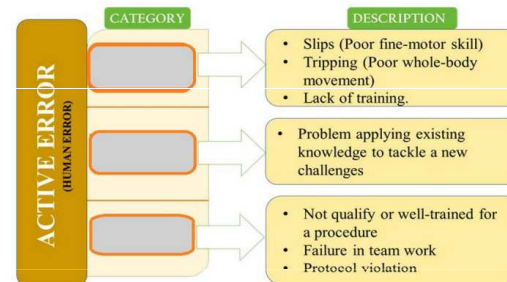 CATEGORY
DESCRIPTION
ACTIVE ERROR
(HUMAN ERROR)
• Slips (Poor fine-motor skill)
• Tripping (Poor whole-body
movement)
• Lack of training.
• Problem applying existing
knowledge to tackle a new
challenges
• Not qualify or well-trained for
a procedure
• Failure in team work
• Protocol violation